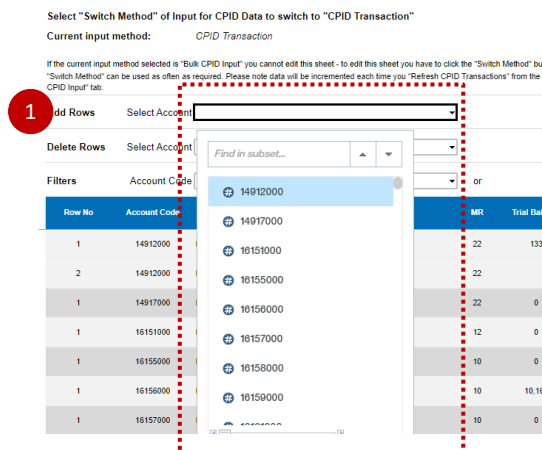 Select "Switch Method" of Input for CPID Data to switch to "CPID Transaction"
Current input method: CPID Transaction
If the current input method selected is "Bulk CPID Input" you cannot edit this sheet - to edit this sheet you have to click the "Switch Method" bu
"Switch Method" can be used as often as required. Please note data will be incremented each time you "Refresh CPID Transactions" from the
CPID Input" tab.
1 dd Rows Select Account
Delete Rows Select Account
Find in subset...
Filters Account Code or
14912000
Row No Account Code MR Trial Bal
14917000
1 14912000 22 133
16151000
2 14912000 22
16155000
1 14917000 22 0
16156000
1 16151000 12 0
16157000
1 16155000 10 0
16158000
1 16156000 10 10,16
16159000
1 16157000 10 0